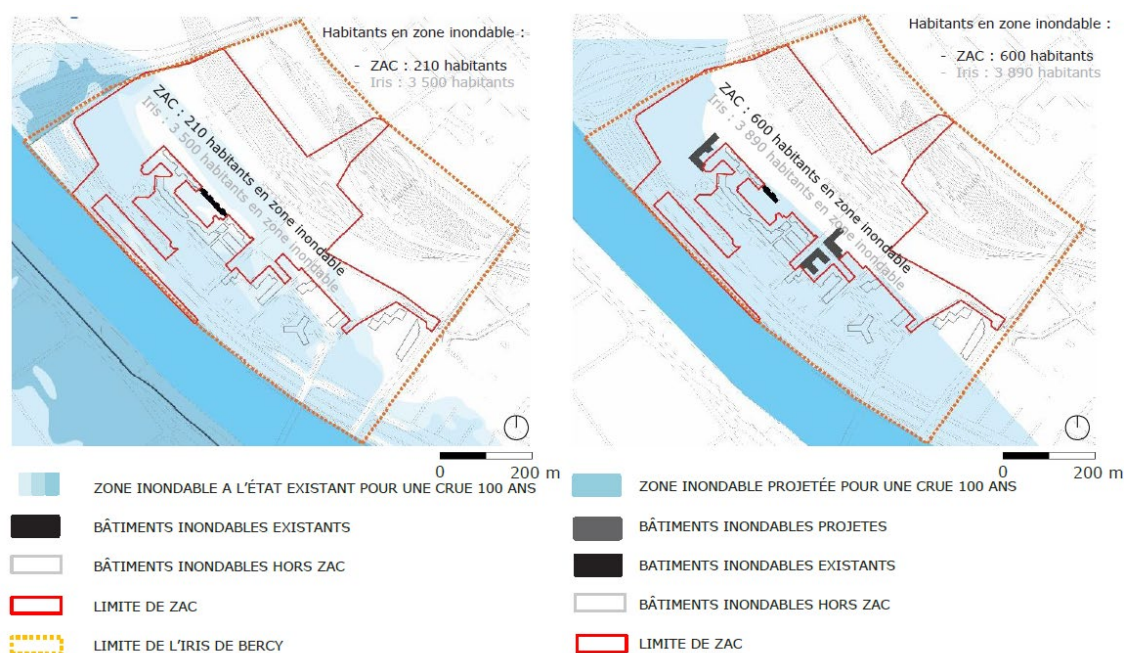 Habitants en zone inondable :
- ZAC : 210 habitants
- Iris : 3 500 habitants
ZAC : 210 habitants en zone inondable
Iris : 3 500 habitants en zone inondable
0 200 m
ZONE INONDABLE A L'ÉTAT EXISTANT POUR UNE CRUE 100 ANS
BÂTIMENTS INONDABLES EXISTANTS
BÂTIMENTS INONDABLES HORS ZAC
LIMITE DE ZAC
LIMITE DE L'IRIS DE BERCY
Habitants en zone inondable :
- ZAC : 600 habitants
- Iris : 3 890 habitants
ZAC : 600 habitants en zone inondable
Iris : 3 890 habitants en zone inondable
0 200 m
ZONE INONDABLE PROJETÉE POUR UNE CRUE 100 ANS
BÂTIMENTS INONDABLES PROJETES
BATIMENTS INONDABLES EXISTANTS
BÂTIMENTS INONDABLES HORS ZAC
LIMITE DE ZAC